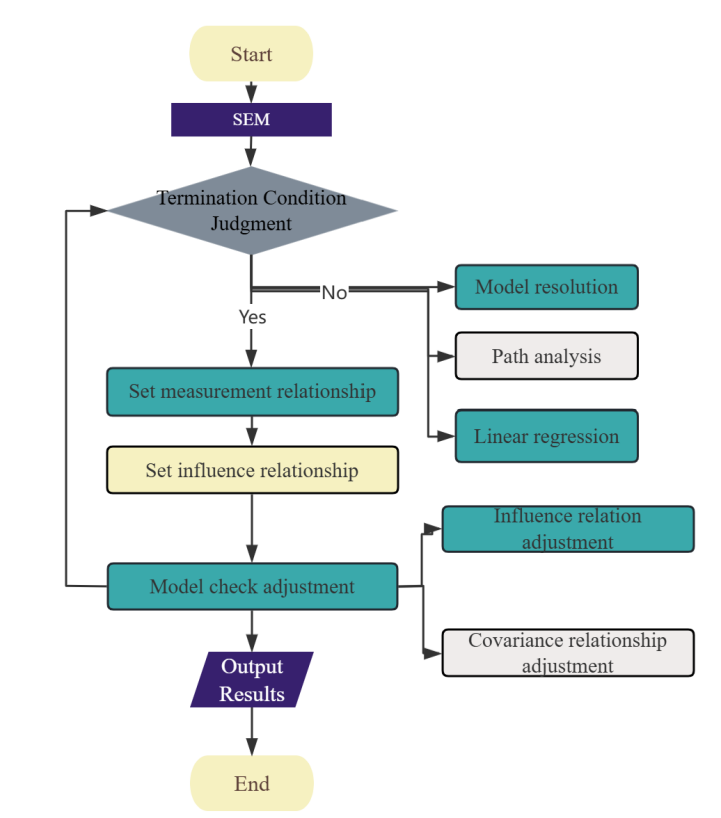 Start
SEM
Termination Condition
Judgment
No
Yes
Model resolution
Path analysis
Linear regression
Set measurement relationship
Set influence relationship
Model check adjustment
Influence relation
adjustment
Covariance relationship
adjustment
Output
Results
End